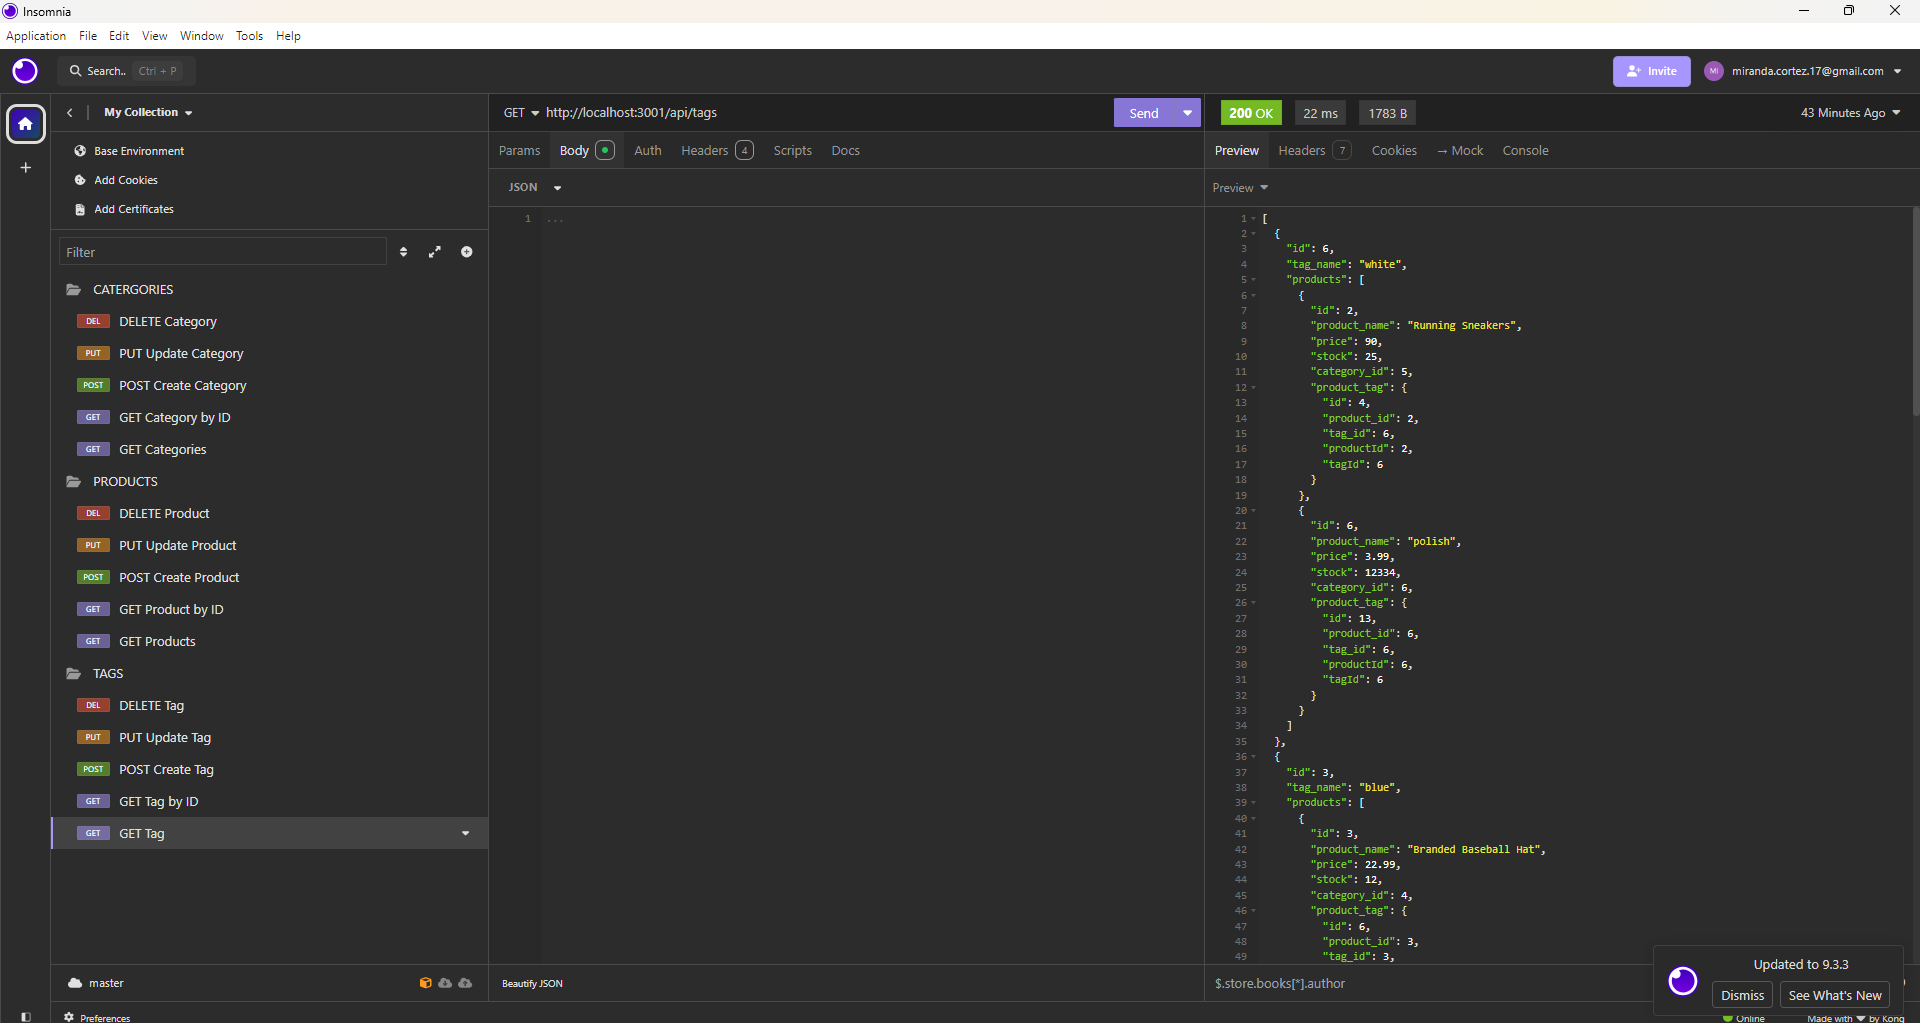 Insomnia
Application File Edit View Window Tools Help
Search.. Ctrl + P
Invite
MI miranda.cortez.17@gmail.com
My Collection
Base Environment
Add Cookies
Add Certificates
Filter
CATERGORIES
DEL DELETE Category
PUT PUT Update Category
POST POST Create Category
GET GET Category by ID
GET GET Categories
PRODUCTS
DEL DELETE Product
PUT PUT Update Product
POST POST Create Product
GET GET Product by ID
GET GET Products
TAGS
DEL DELETE Tag
PUT PUT Update Tag
POST POST Create Tag
GET GET Tag by ID
GET GET Tag
master
Preferences
GET http://localhost:3001/api/tags Send
Params Body Auth Headers 4 Scripts Docs
JSON
1 ...
Beautify JSON
200 OK 22 ms 1783 B 43 Minutes Ago
Preview Headers 7 Cookies → Mock Console
Preview
1 [
2 {
3 "id": 6,
4 "tag_name": "white",
5 "products": [
6 {
7 "id": 2,
8 "product_name": "Running Sneakers",
9 "price": 90,
10 "stock": 25,
11 "category_id": 5,
12 "product_tag": {
13 "id": 4,
14 "product_id": 2,
15 "tag_id": 6,
16 "productId": 2,
17 "tagId": 6
18 }
19 },
20 {
21 "id": 6,
22 "product_name": "polish",
23 "price": 3.99,
24 "stock": 12334,
25 "category_id": 6,
26 "product_tag": {
27 "id": 13,
28 "product_id": 6,
29 "tag_id": 6,
30 "productId": 6,
31 "tagId": 6
32 }
33 }
34 ]
35 },
36 {
37 "id": 3,
38 "tag_name": "blue",
39 "products": [
40 {
41 "id": 3,
42 "product_name": "Branded Baseball Hat",
43 "price": 22.99,
44 "stock": 12,
45 "category_id": 4,
46 "product_tag": {
47 "id": 6,
48 "product_id": 3,
49 "tag_id": 3,
$.store.books[*].author
Updated to 9.3.3
Dismiss See What's New
Online Made with by Kong